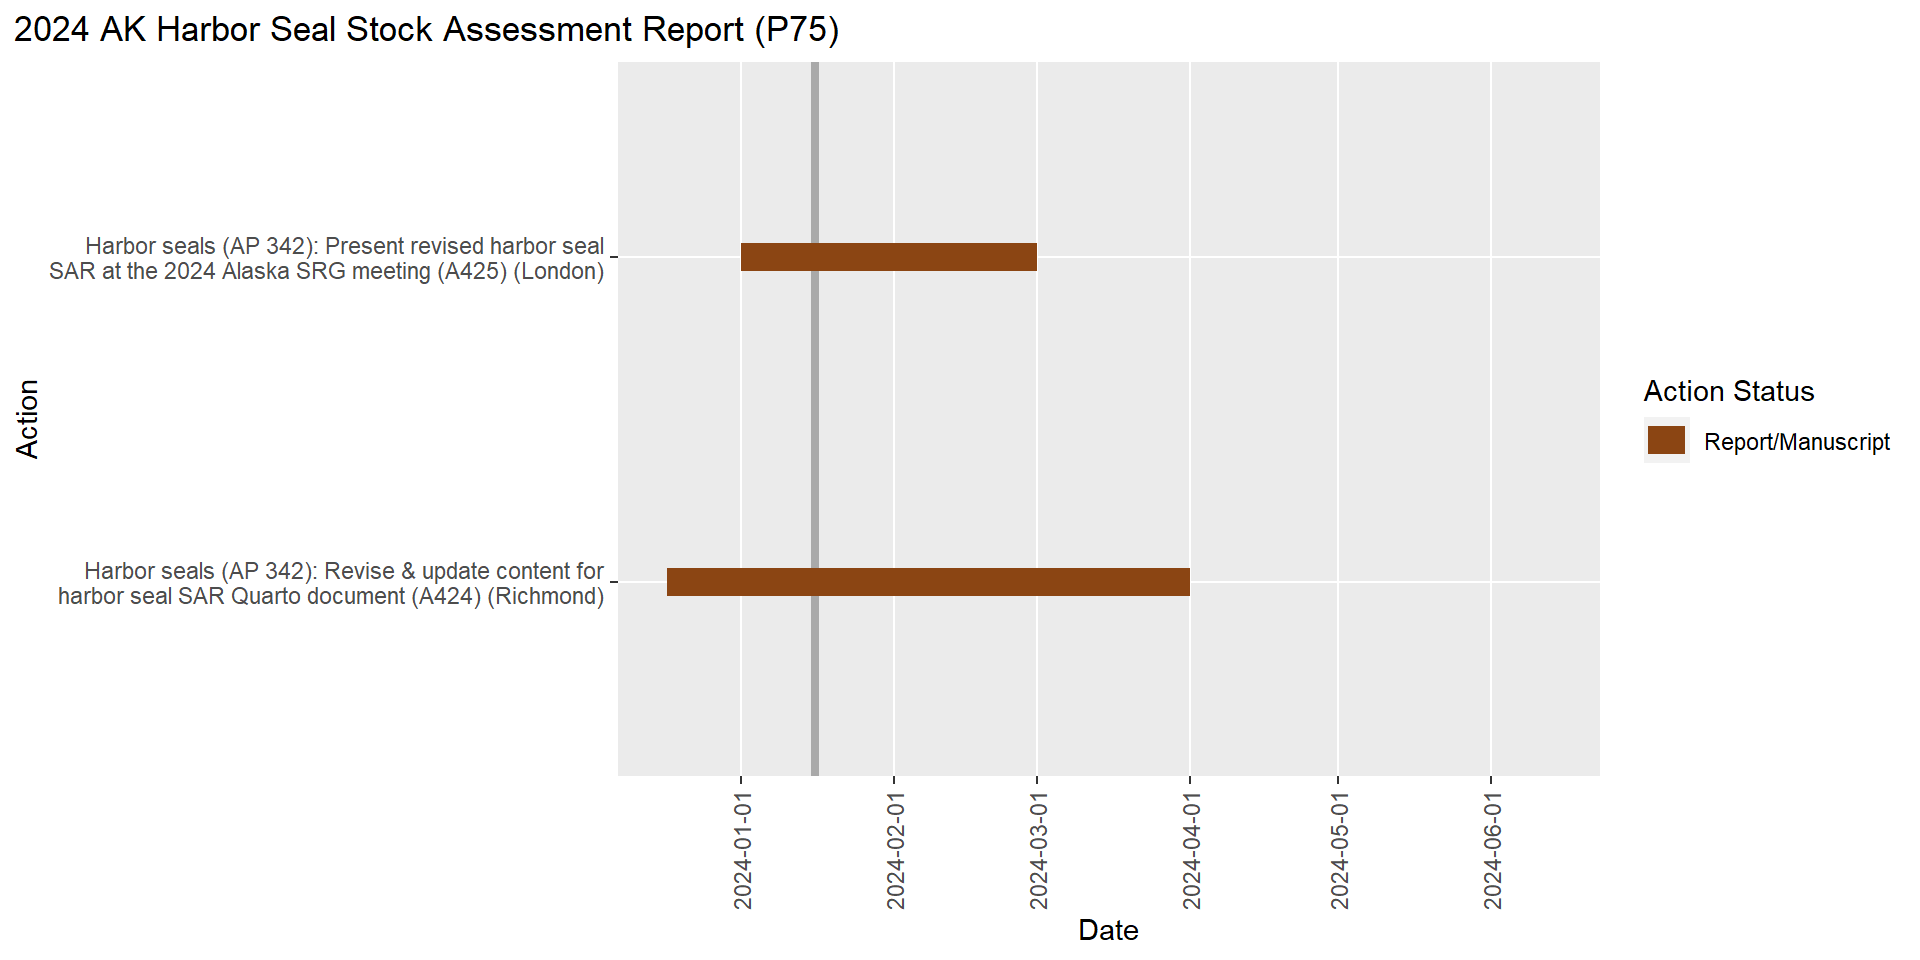 2024 AK Harbor Seal Stock Assessment Report (P75)
Harbor seals (AP 342): Present revised harbor seal
SAR at the 2024 Alaska SRG meeting (A425) (London)
Action
Harbor seals (AP 342): Revise & update content for
harbor seal SAR Quarto document (A424) (Richmond)
2024-01-01
2024-02-01
2024-03-01
2024-04-01
2024-05-01
2024-06-01
Date
Action Status
Report/Manuscript